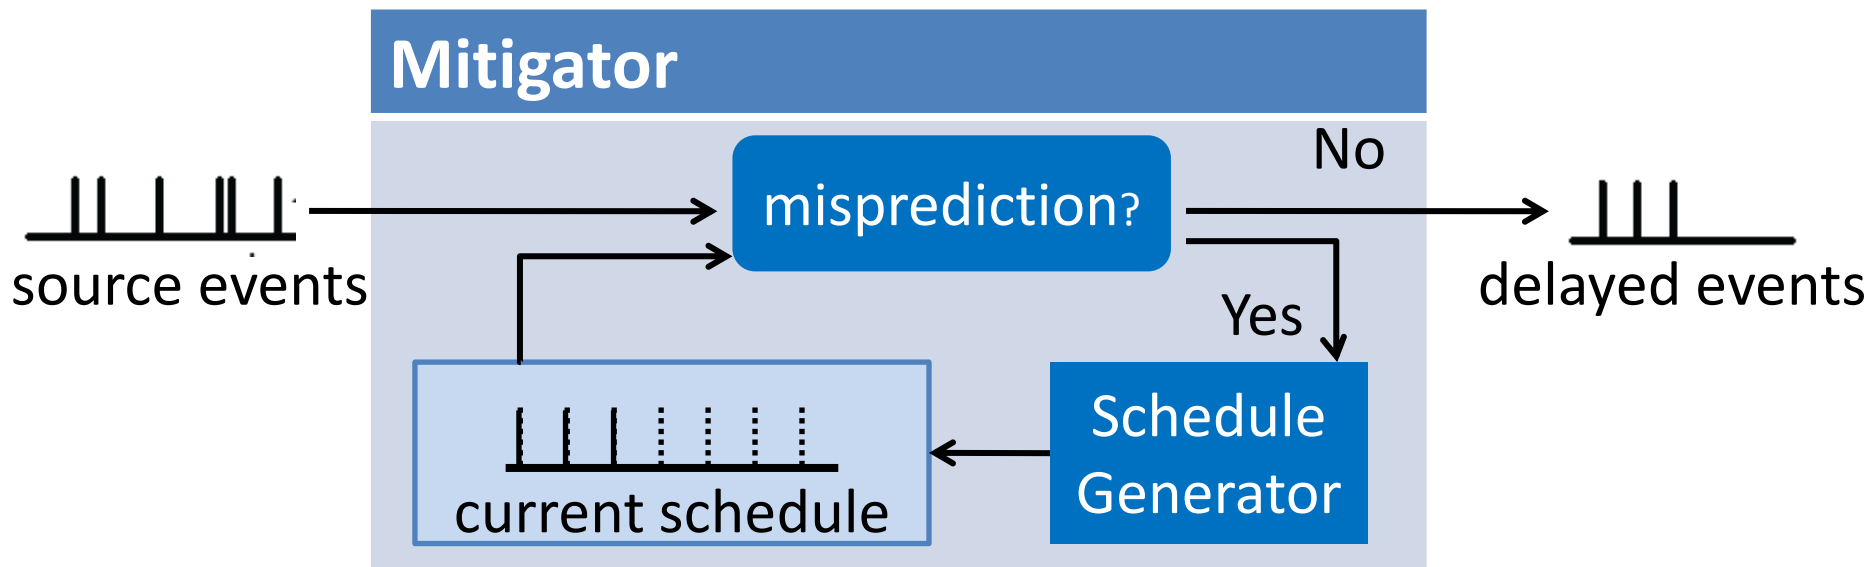 Mitigator
No
misprediction?
source events
delayed events
Yes
Schedule
Generator
current schedule